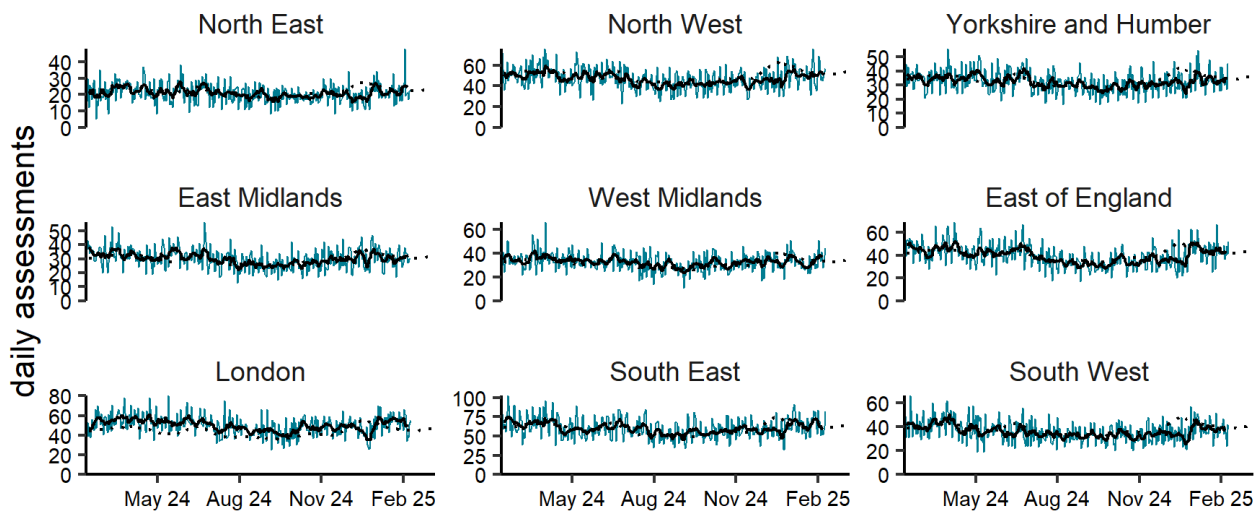 North East North West Yorkshire and Humber
40 60 50
30 40 40
20 20 30
10 0 20
0 10
0
daily assessments
East Midlands West Midlands East of England
50 60 60
40 40 40
30 20 20
20 0 0
10
0
London South East South West
80 100 60
60 75 40
40 50 20
20 25 0
0 0
May 24 Aug 24 Nov 24 Feb 25 May 24 Aug 24 Nov 24 Feb 25 May 24 Aug 24 Nov 24 Feb 25